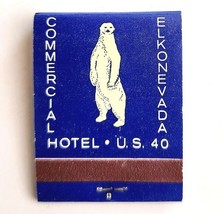 COMMERCIAL
ELKO NEVADA
HOTEL • U.S. 40